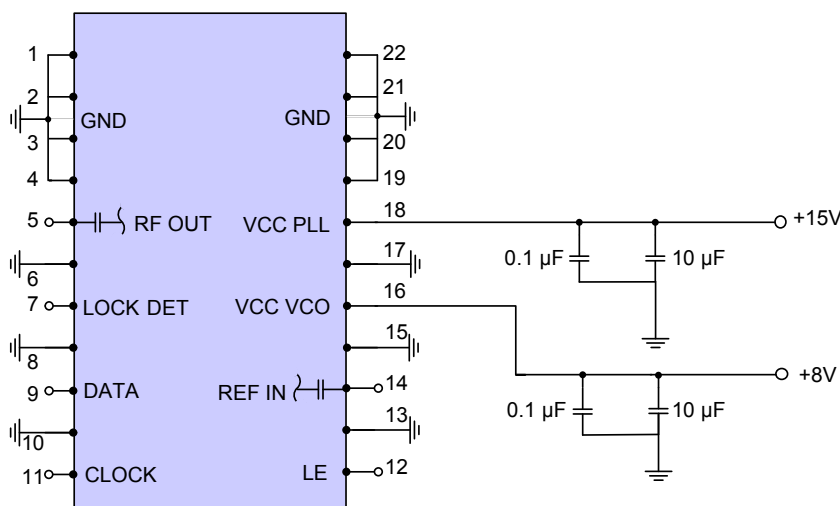 1
22
2
21
GND
GND
3
20
4
19
5
RF OUT
VCC PLL
18
+15V
6
17
0.1 µF
10 µF
7
LOCK DET
VCC VCO
16
8
15
9
DATA
REF IN
14
+8V
10
13
0.1 µF
10 µF
11
CLOCK
LE
12